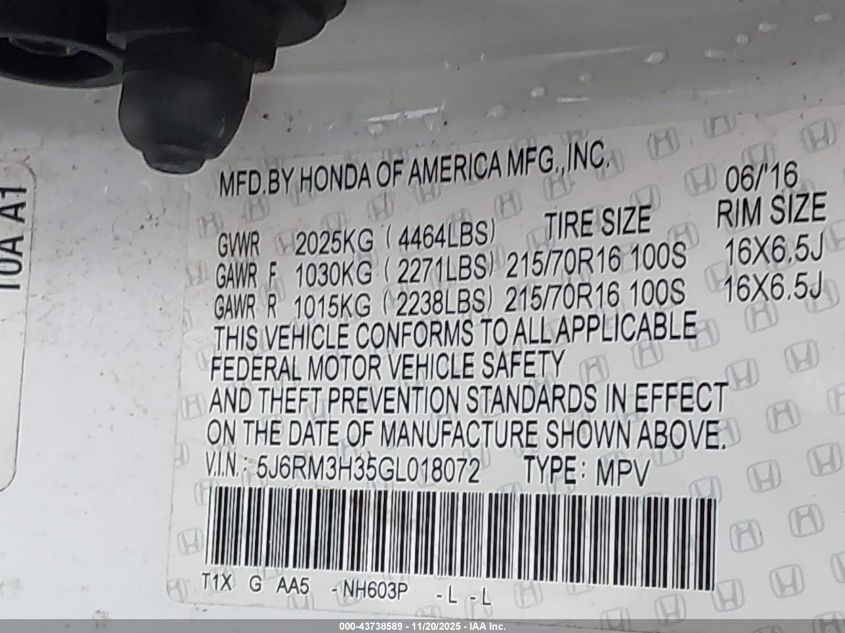 10A A1
MFD.BY HONDA OF AMERICA MFG.,INC.
06/'16
GVWR 2025KG (4464LBS) TIRE SIZE RIM SIZE
GAWR F 1030KG (2271LBS) 215/70R16 100S 16X6.5J
GAWR R 1015KG (2238LBS) 215/70R16 100S 16X6.5J
THIS VEHICLE CONFORMS TO ALL APPLICABLE
FEDERAL MOTOR VEHICLE SAFETY
AND THEFT PREVENTION STANDARDS IN EFFECT
ON THE DATE OF MANUFACTURE SHOWN ABOVE.
V.I.N.: 5J6RM3H35GL018072 TYPE: MPV
T1X G AA5 -NH603P -L -L
000-43738589 - 11/20/2025 - IAA Inc.